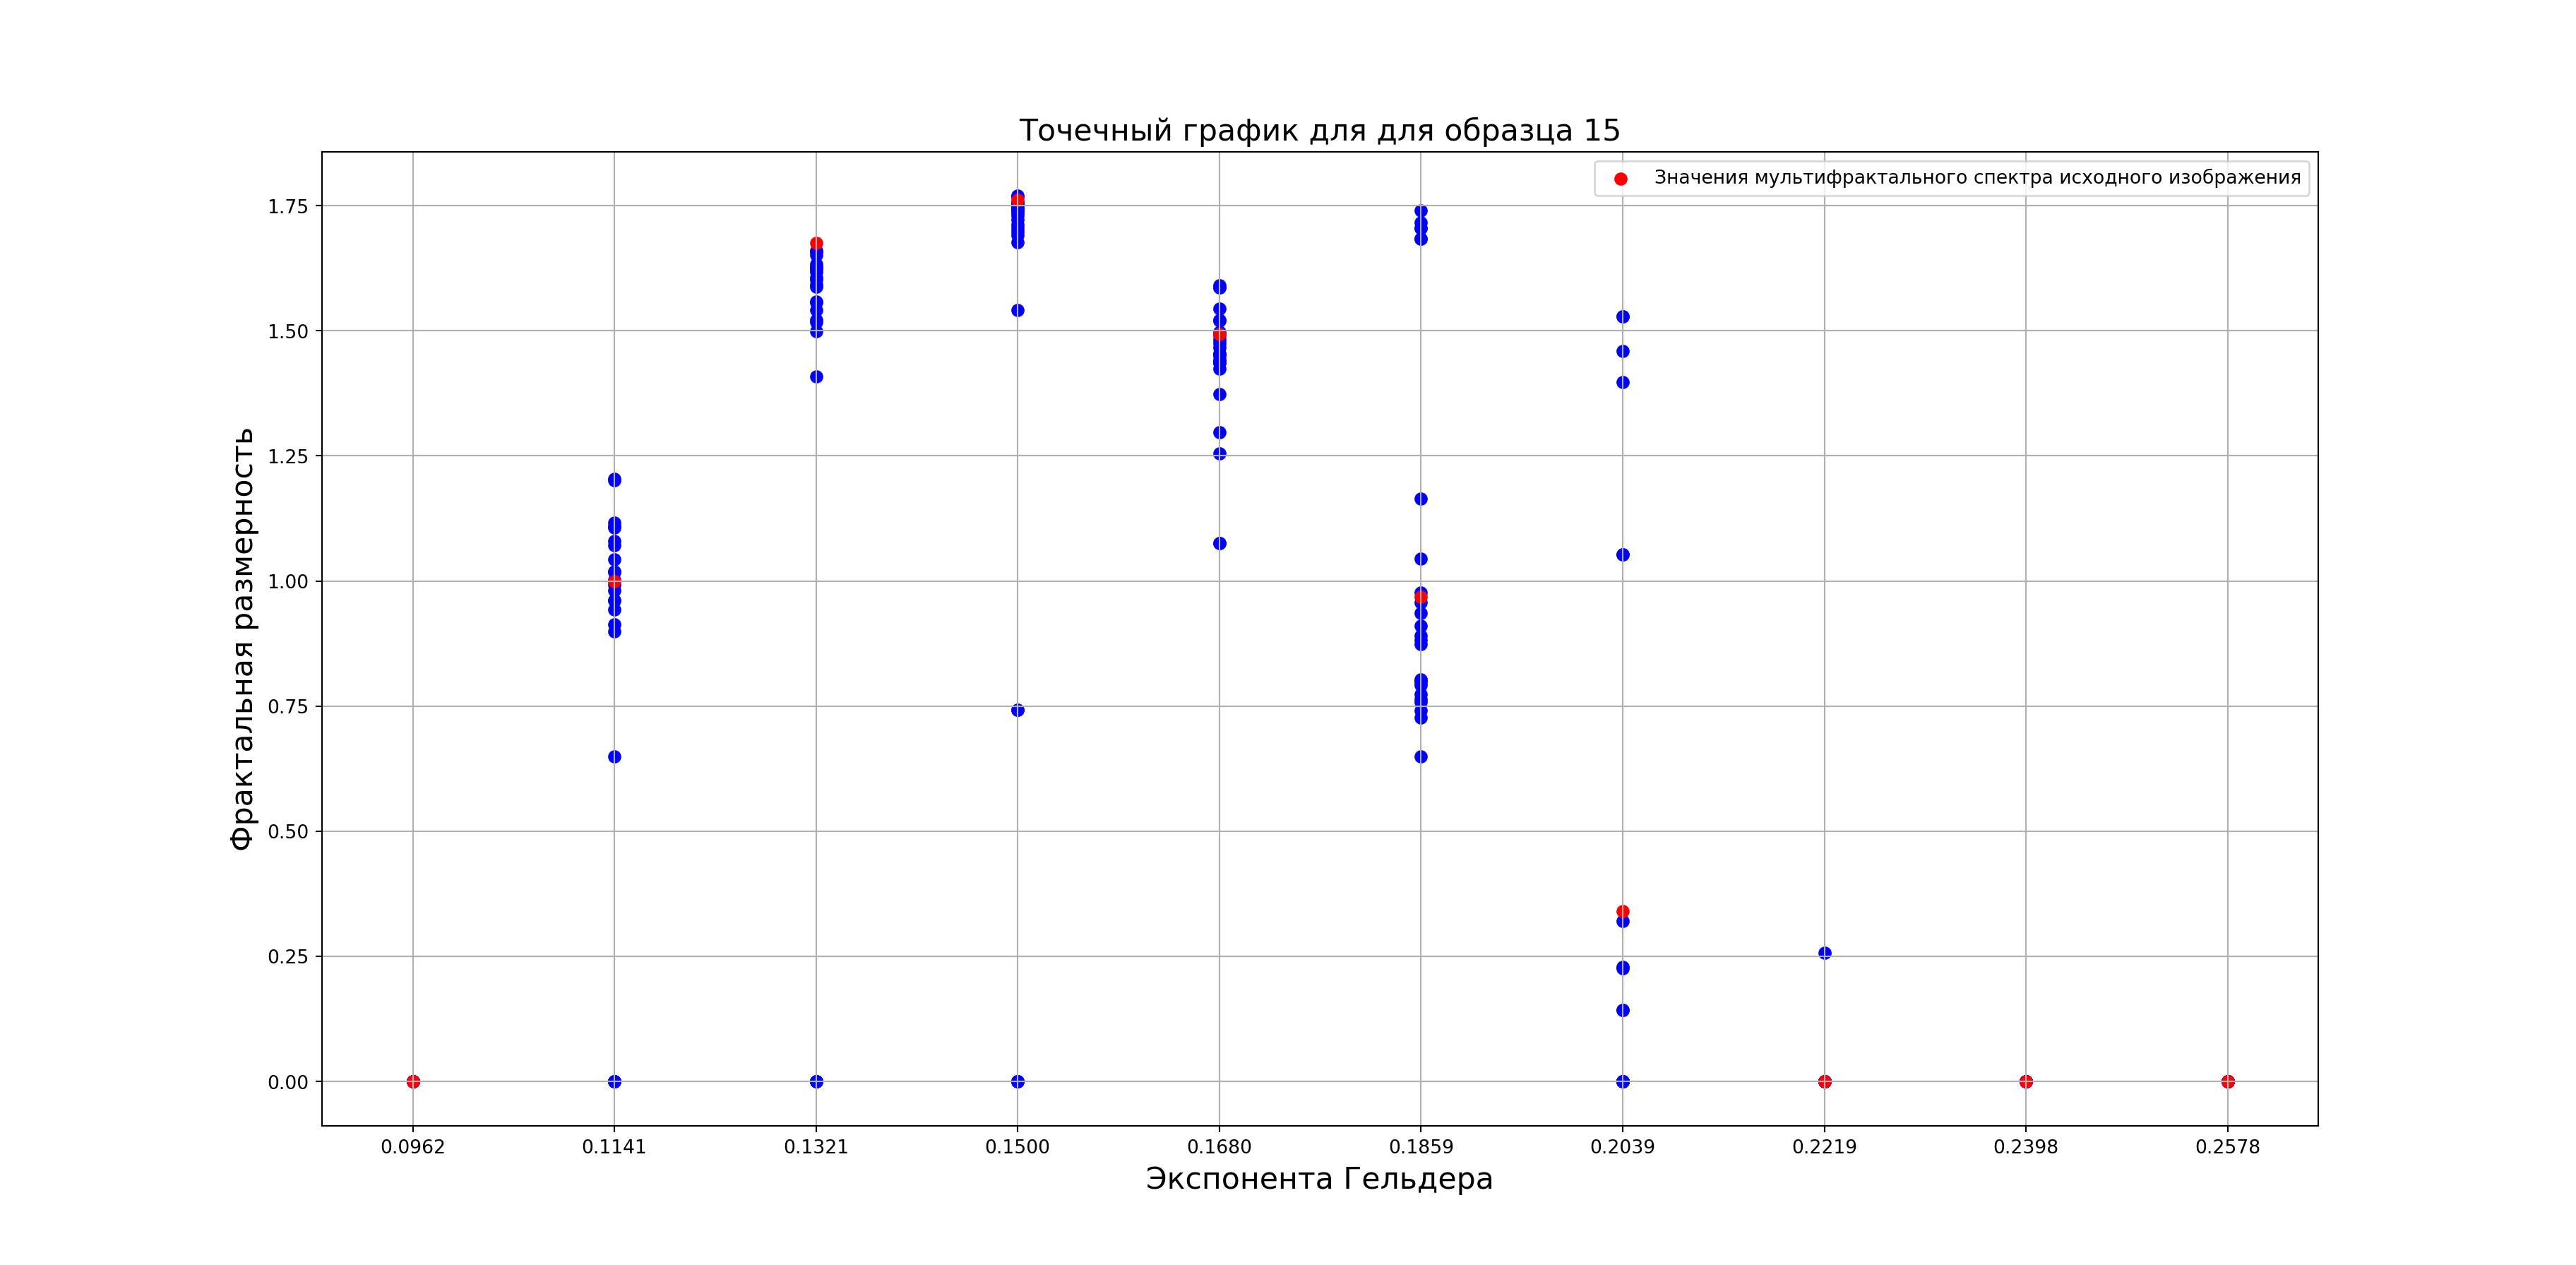 Точечный график для для образца 15
Значения мультифрактального спектра исходного изображения
Фрактальная размерность
1.75
1.50
1.25
1.00
0.75
0.50
0.25
0.00
0.0962 0.1141 0.1321 0.1500 0.1680 0.1859 0.2039 0.2219 0.2398 0.2578
Экспонента Гельдера